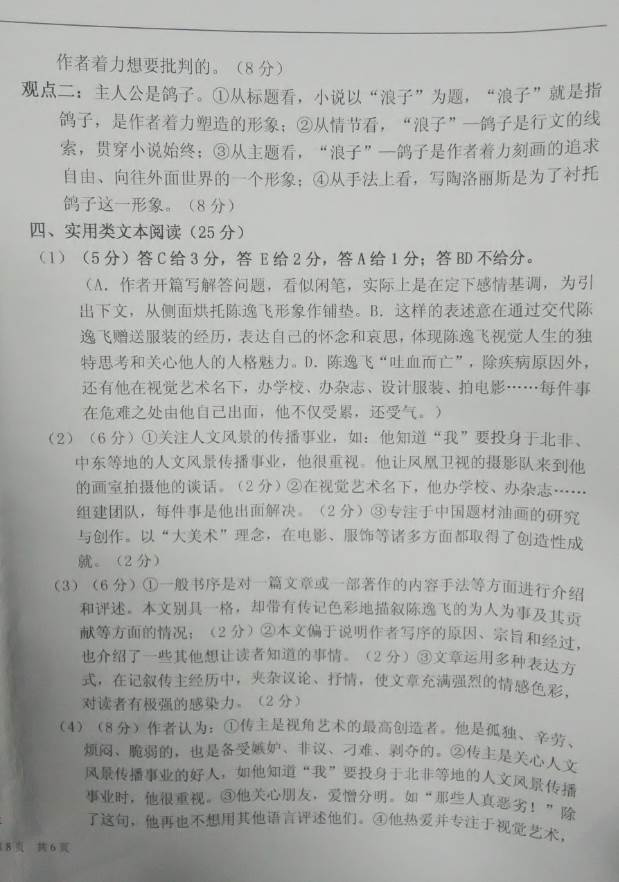 作者着力想要批判的。（8 分）
观点二：主人公是鸽子。①从标题看，小说以“浪子”为题，“浪子”就是指
鸽子，是作者着力塑造的形象；②从情节看，“浪子”—鸽子是行文的线
索，贯穿小说始终；③从主题看，“浪子”—鸽子是作者着力刻画的追求
自由、向往外面世界的一个形象；④从手法上看，写陶洛丽斯是为了衬托
鸽子这一形象。（8 分）
四、实用类文本阅读（25 分）
（1）（5 分）答 C 给 3 分，答 E 给 2 分，答 A 给 1 分；答 BD 不给分。
（A．作者开篇写解答问题，看似闲笔，实际上是在定下感情基调，为引
出下文，从侧面烘托陈逸飞形象作铺垫。B．这样的表述意在通过交代陈
逸飞赠送服装的经历，表达自己的怀念和哀思，体现陈逸飞视觉人生的独
特思考和关心他人的人格魅力。D．陈逸飞“吐血而亡”，除疾病原因外，
还有他在视觉艺术名下，办学校、办杂志、设计服装、拍电影……每件事
在危难之处由他自己出面，他不仅受累，还受气。）
（2）（6 分）①关注人文风景的传播事业，如：他知道“我”要投身于北非、
中东等地的人文风景传播事业，他很重视。他让凤凰卫视的摄影队来到他
的画室拍摄他的谈话。（2 分）②在视觉艺术名下，他办学校、办杂志……
组建团队，每件事是他出面解决。（2 分）③专注于中国题材油画的研究
与创作。以“大美术”理念，在电影、服饰等诸多方面都取得了创造性成
就。（2 分）
（3）（6 分）①一般书序是对一篇文章或一部著作的内容手法等方面进行介绍
和评述。本文别具一格，却带有传记色彩地描叙陈逸飞的为人为事及其贡
献等方面的情况；（2 分）②本文偏于说明作者写序的原因、宗旨和经过，
也介绍了一些其他想让读者知道的事情。（2 分）③文章运用多种表达方
式，在记叙传主经历中，夹杂议论、抒情，使文章充满强烈的情感色彩，
对读者有极强的感染力。（2 分）
（4）（8 分）作者认为：①传主是视角艺术的最高创造者。他是孤独、辛劳、
烦闷、脆弱的，也是备受嫉妒、非议、刁难、剥夺的。②传主是关心人文
风景传播事业的好人，如他知道“我”要投身于北非等地的人文风景传播
事业时，他很重视。③他关心朋友，爱憎分明。如“那些人真恶劣！”除
了这句，他再也不想用其他语言评述他们。④他热爱并专注于视觉艺术，
8页 共6页